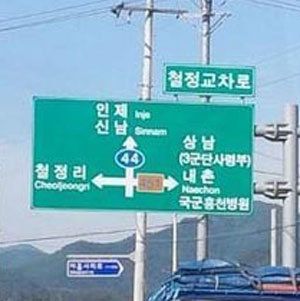 철정교차로
인제 Inje
신남 Sinnam
44
451
철정리
Cheoljeongri
상남
(3군단사령부)
내촌
Naechon
국군홍천병원